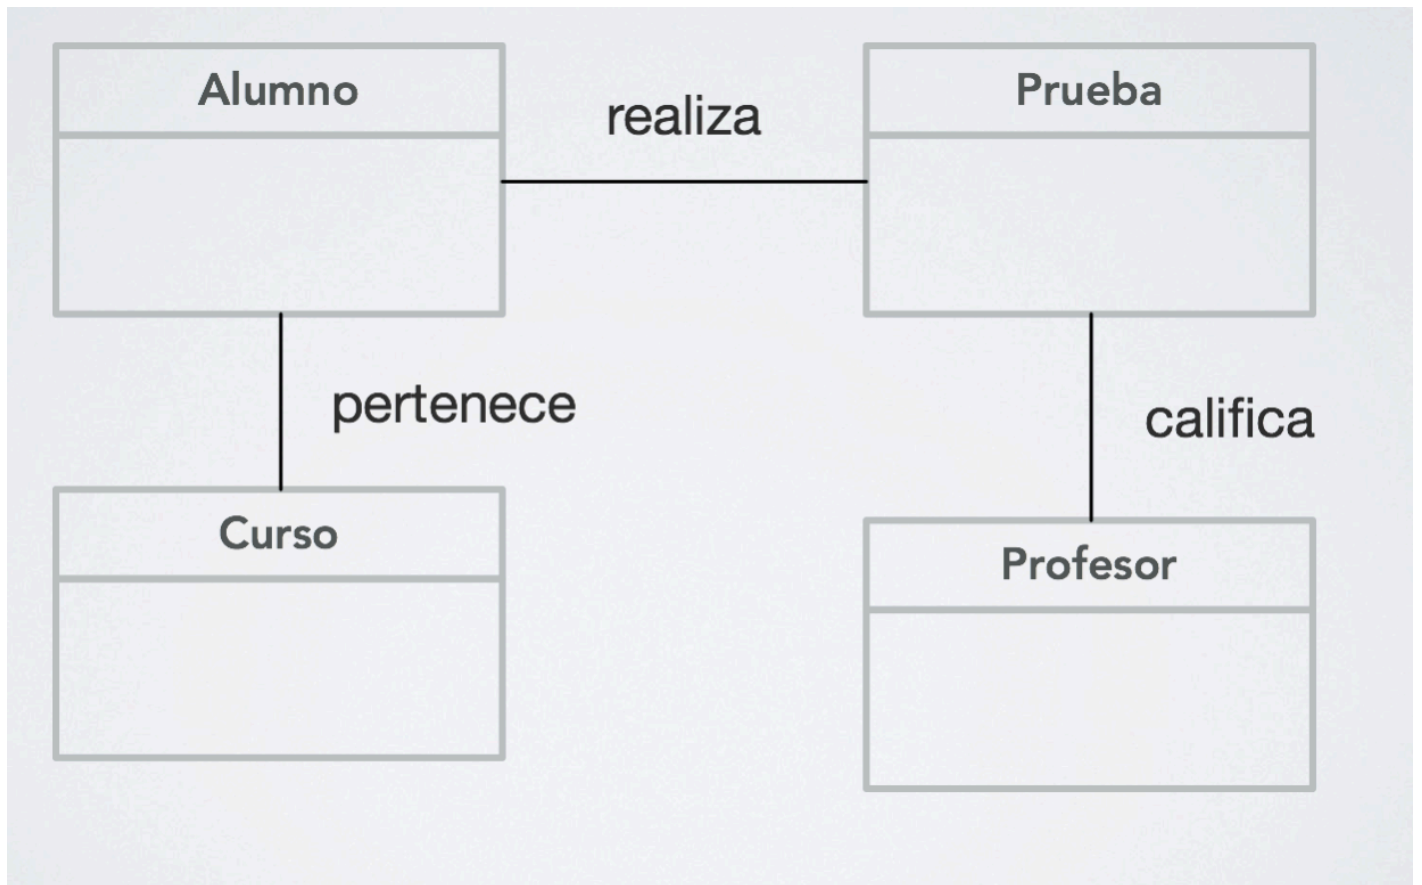 Alumno
realiza
Prueba
pertenece
califica
Curso
Profesor